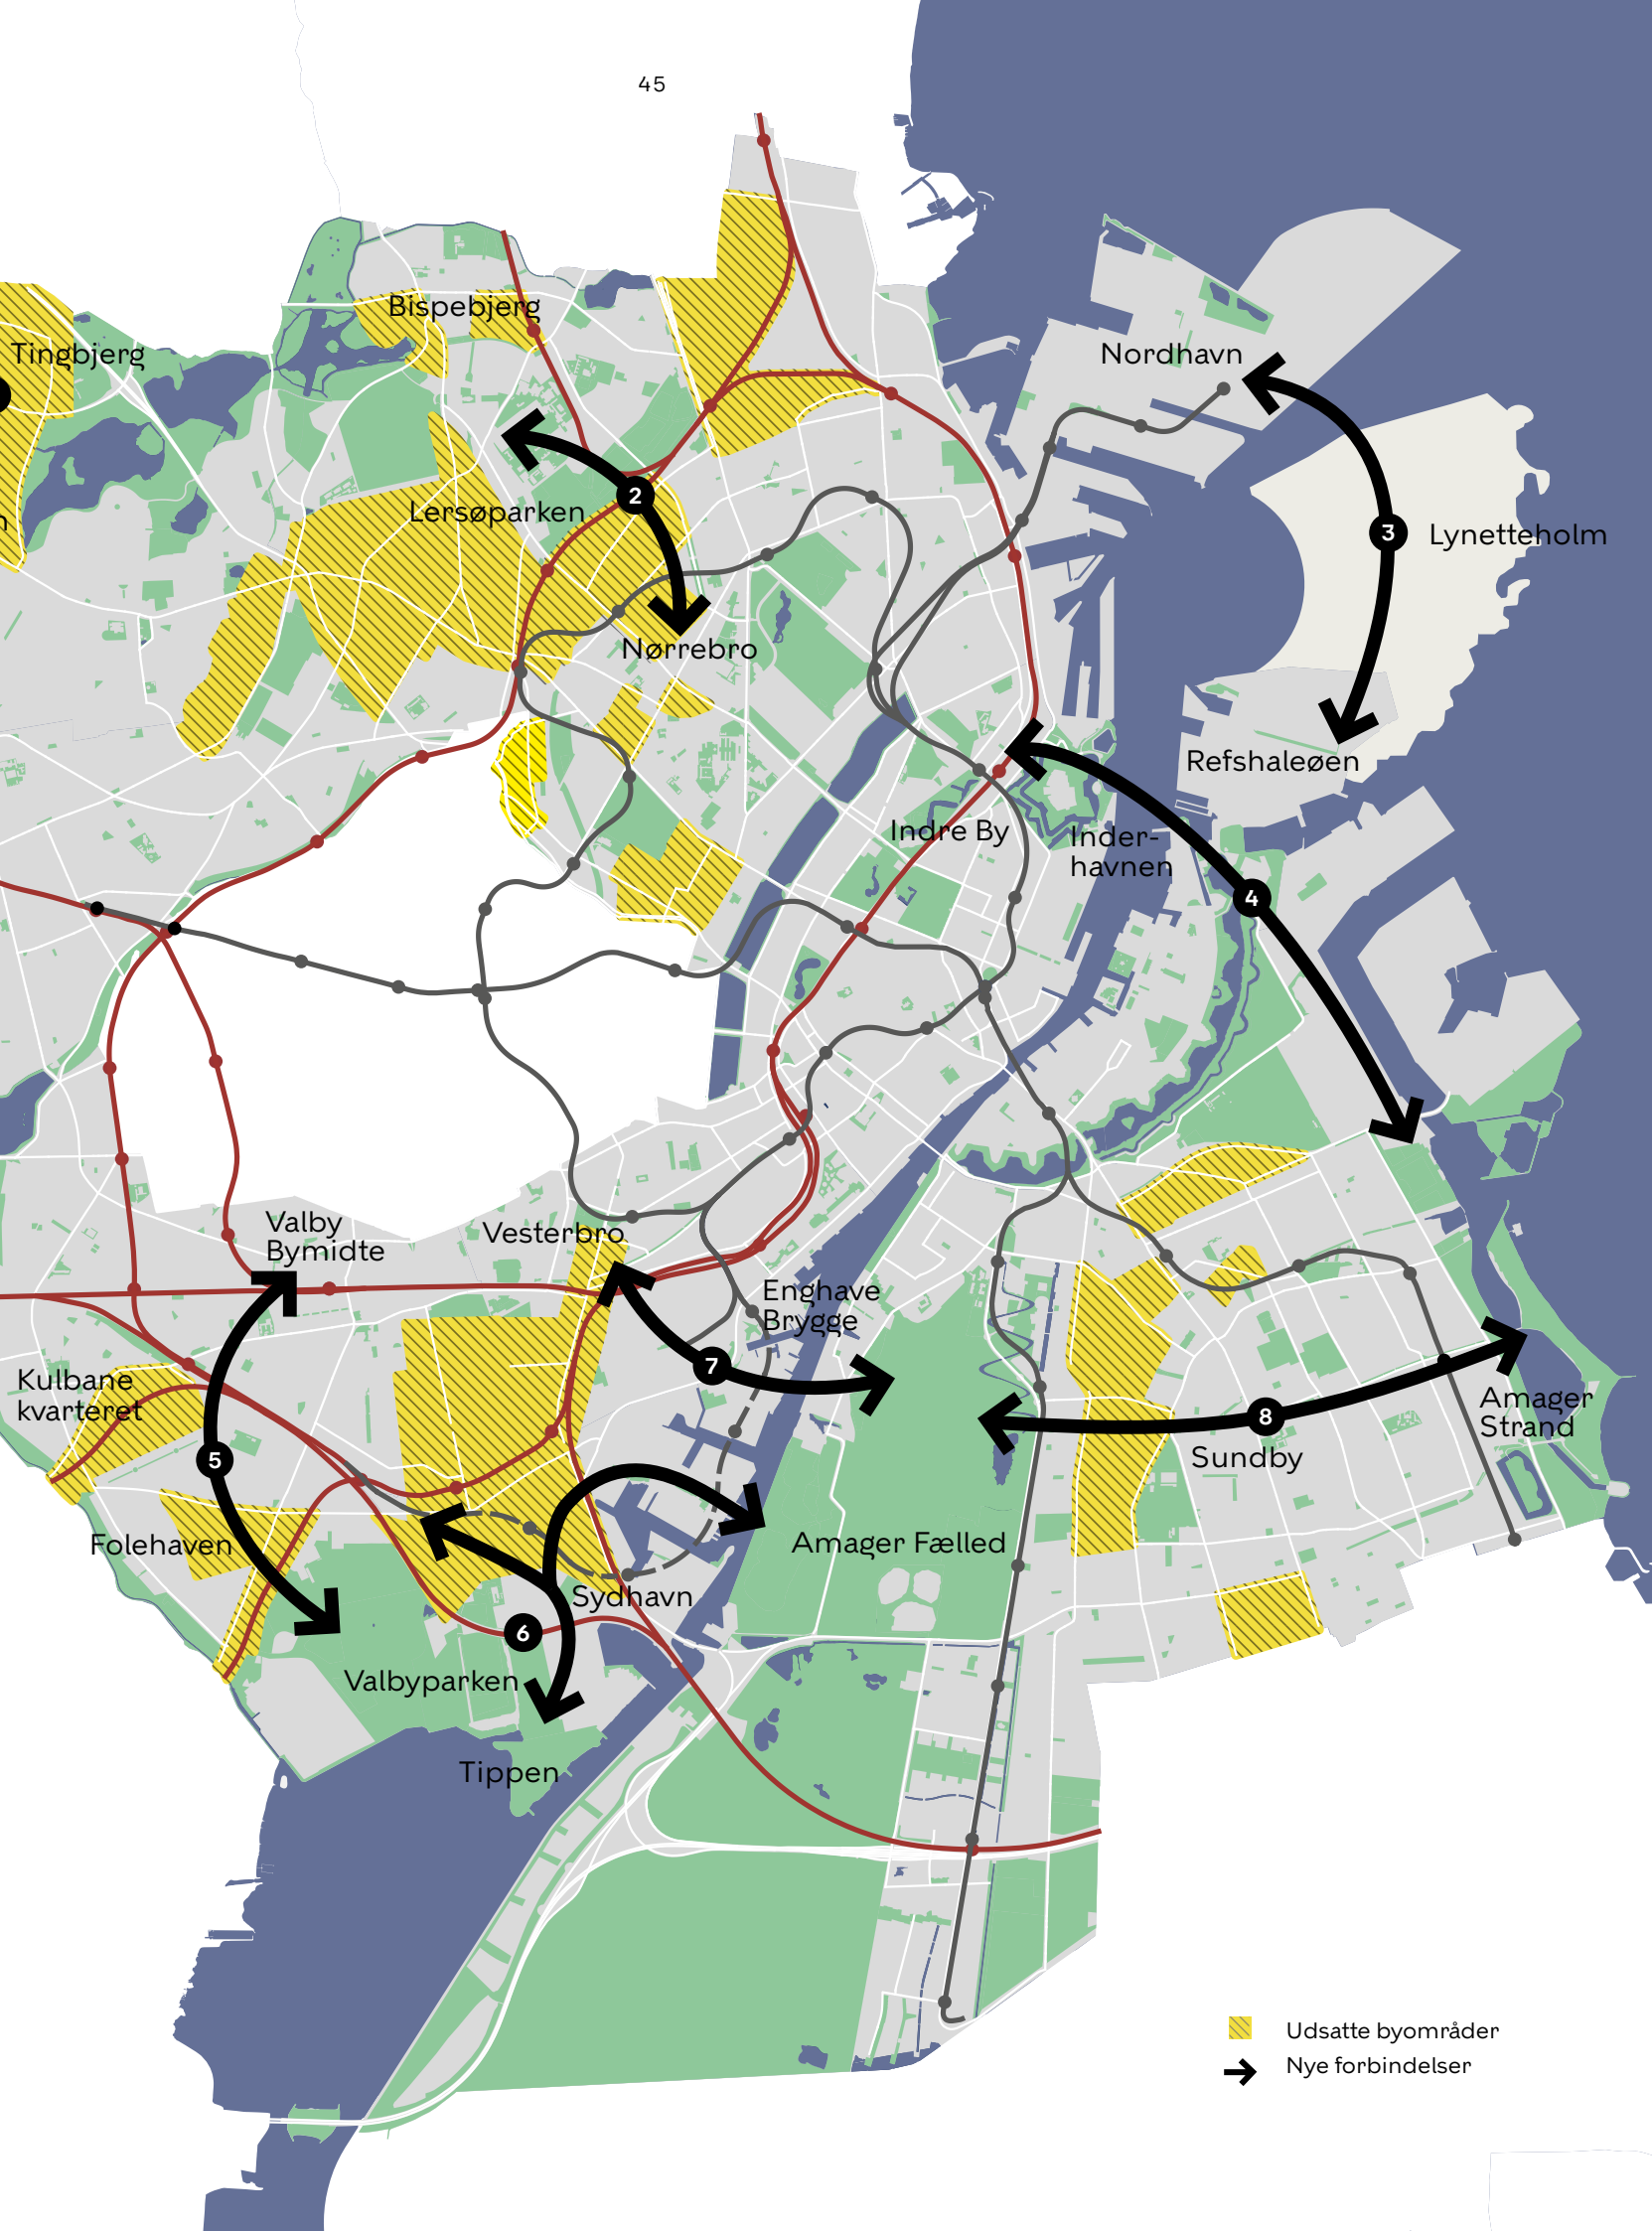 45
Bispebjerg
Tingbjerg
Nordhavn
2
Lersøparken
n
3
Lynetteholm
Nørrebro
Refshaleøen
Indre By
Inder-
havnen
4
Valby
Bymidte
Vesterbro
Enghave
Brygge
7
Kulbane
kvarteret
8
Amager
Strand
5
Sundby
Folehaven
Amager Fælled
Sydhavn
6
Valbyparken
Tippen
Udsatte byområder
Nye forbindelser